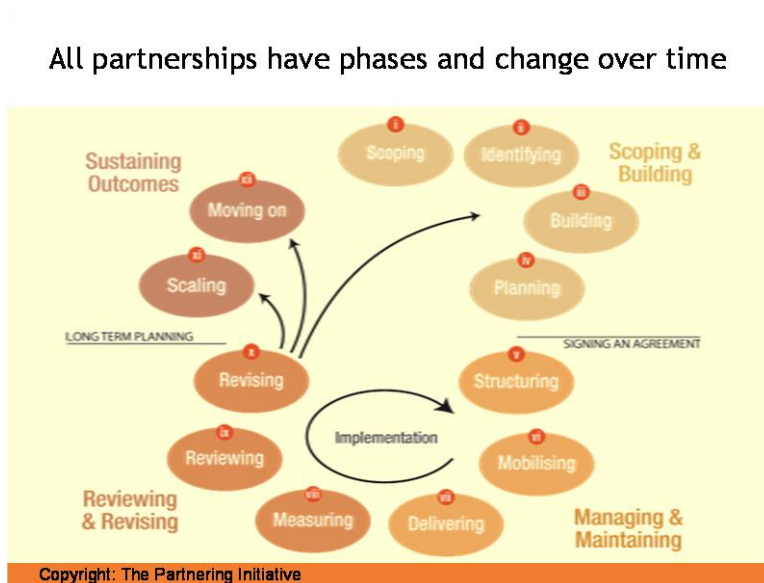 All partnerships have phases and change over time
Scoping &
Building
i
Scoping
ii
Identifying
iii
Building
iv
Planning
SIGNING AN AGREEMENT
v
Structuring
vi
Mobilising
vii
Delivering
Managing &
Maintaining
viii
Measuring
ix
Reviewing
x
Revising
Reviewing
& Revising
Implementation
LONG TERM PLANNING
xi
Scaling
xii
Moving on
Sustaining
Outcomes
Copyright: The Partnering Initiative